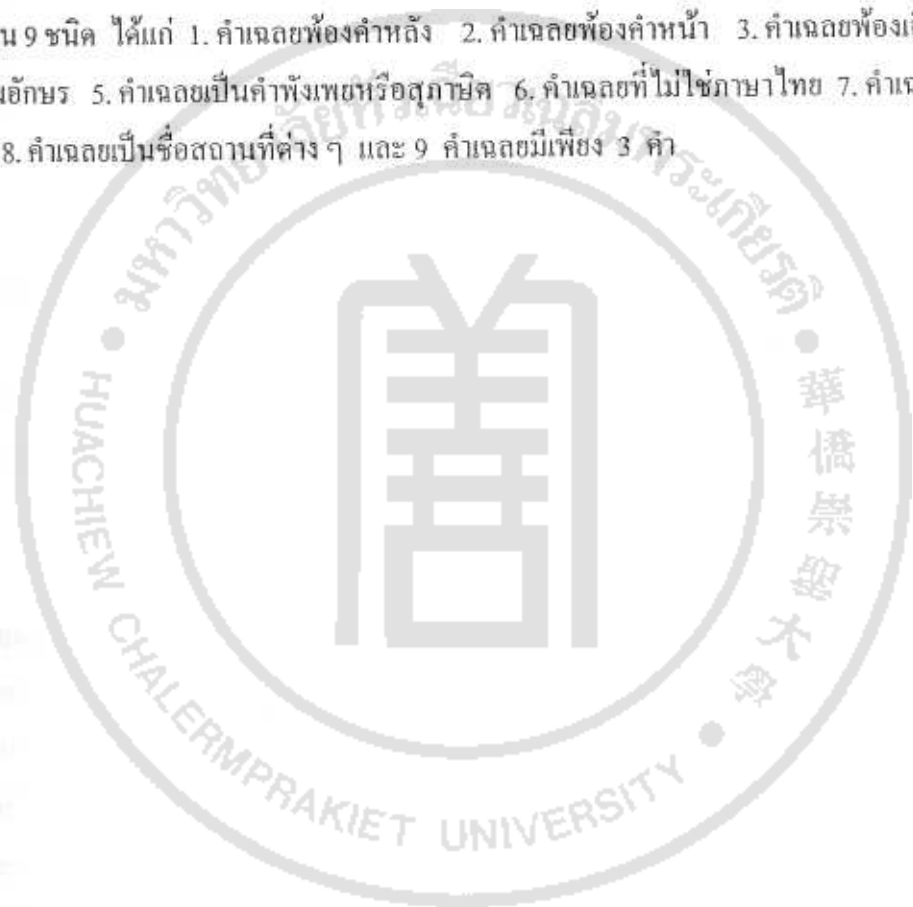 น 9 ชนิด ได้แก่ 1. คำเฉลยพ้องคำหลัง 2. คำเฉลยพ้องคำหน้า 3. คำเฉลยพ้อง
อักษร 5. คำเฉลยเป็นคำพังเพยหรือสุภาษิต 6. คำเฉลยที่ไม่ใช่ภาษาไทย 7. คำเฉ
8. คำเฉลยเป็นชื่อสถานที่ต่าง ๆ และ 9 คำเฉลยมีเพียง 3 คำ
มหาวิทยาลัยหัวเฉียวเฉลิมพระเกียรติ
華僑崇聖大學
HUACHIEW CHALERMPRAKIET UNIVERSITY